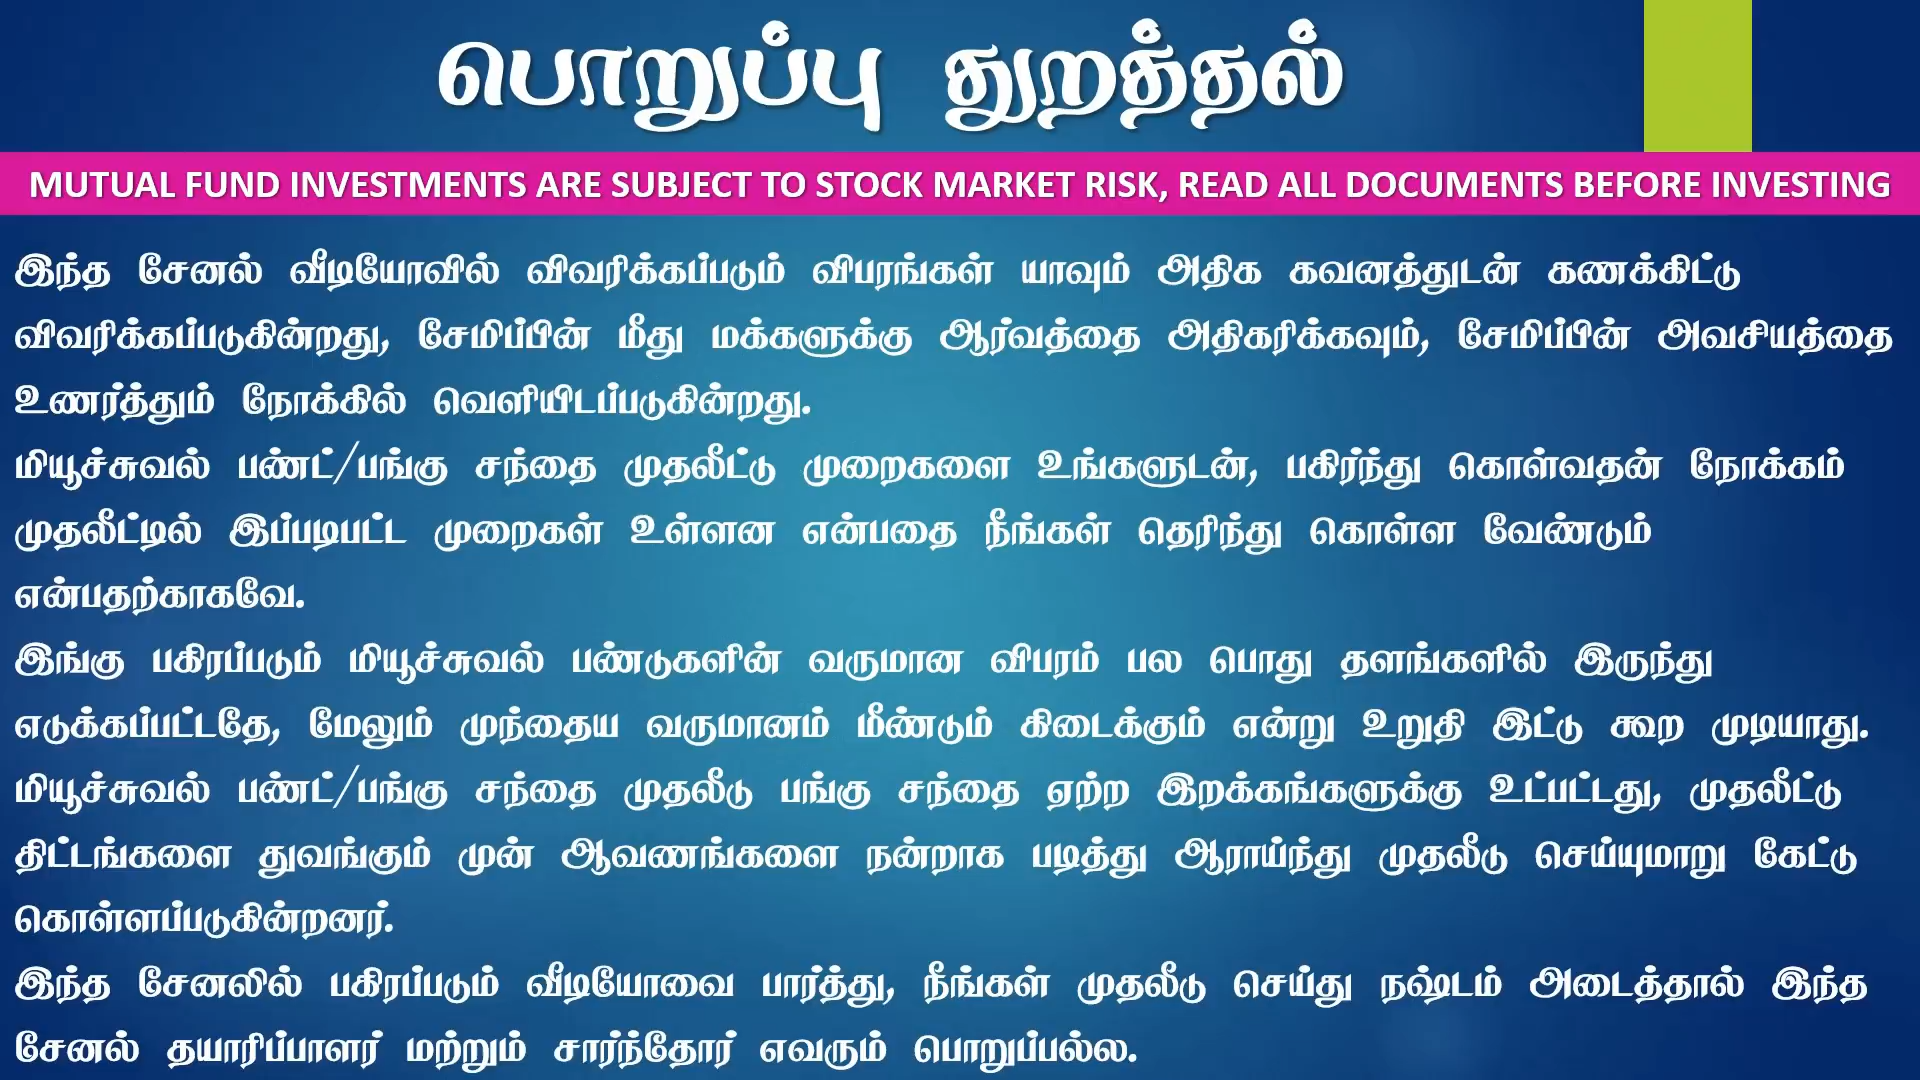 பொறுப்பு துறத்தல்
MUTUAL FUND INVESTMENTS ARE SUBJECT TO STOCK MARKET RISK, READ ALL DOCUMENTS BEFORE INVESTING
இந்த சேனல் வீடியோவில் விவரிக்கப்படும் விபரங்கள் யாவும் அதிக கவனத்துடன் கணக்கிட்டு
விவரிக்கப்படுகின்றது, சேமிப்பின் மீது மக்களுக்கு ஆர்வத்தை அதிகரிக்கவும், சேமிப்பின் அவசியத்தை
உணர்த்தும் நோக்கில் வெளியிடப்படுகின்றது.
மியூச்சுவல் பண்ட்/பங்கு சந்தை முதலீட்டு முறைகளை உங்களுடன், பகிர்ந்து கொள்வதன் நோக்கம்
முதலீட்டில் இப்படிபட்ட முறைகள் உள்ளன என்பதை நீங்கள் தெரிந்து கொள்ள வேண்டும்
என்பதற்காகவே.
இங்கு பகிரப்படும் மியூச்சுவல் பண்டுகளின் வருமான விபரம் பல பொது தளங்களில் இருந்து
எடுக்கப்பட்டதே, மேலும் முந்தைய வருமானம் மீண்டும் கிடைக்கும் என்று உறுதி இட்டு கூற முடியாது.
மியூச்சுவல் பண்ட்/பங்கு சந்தை முதலீடு பங்கு சந்தை ஏற்ற இறக்கங்களுக்கு உட்பட்டது, முதலீட்டு
திட்டங்களை துவங்கும் முன் ஆவணங்களை நன்றாக படித்து ஆராய்ந்து முதலீடு செய்யுமாறு கேட்டு
கொள்ளப்படுகின்றனர்.
இந்த சேனலில் பகிரப்படும் வீடியோவை பார்த்து, நீங்கள் முதலீடு செய்து நஷ்டம் அடைத்தால் இந்த
சேனல் தயாரிப்பாளர் மற்றும் சார்ந்தோர் எவரும் பொறுப்பல்ல.